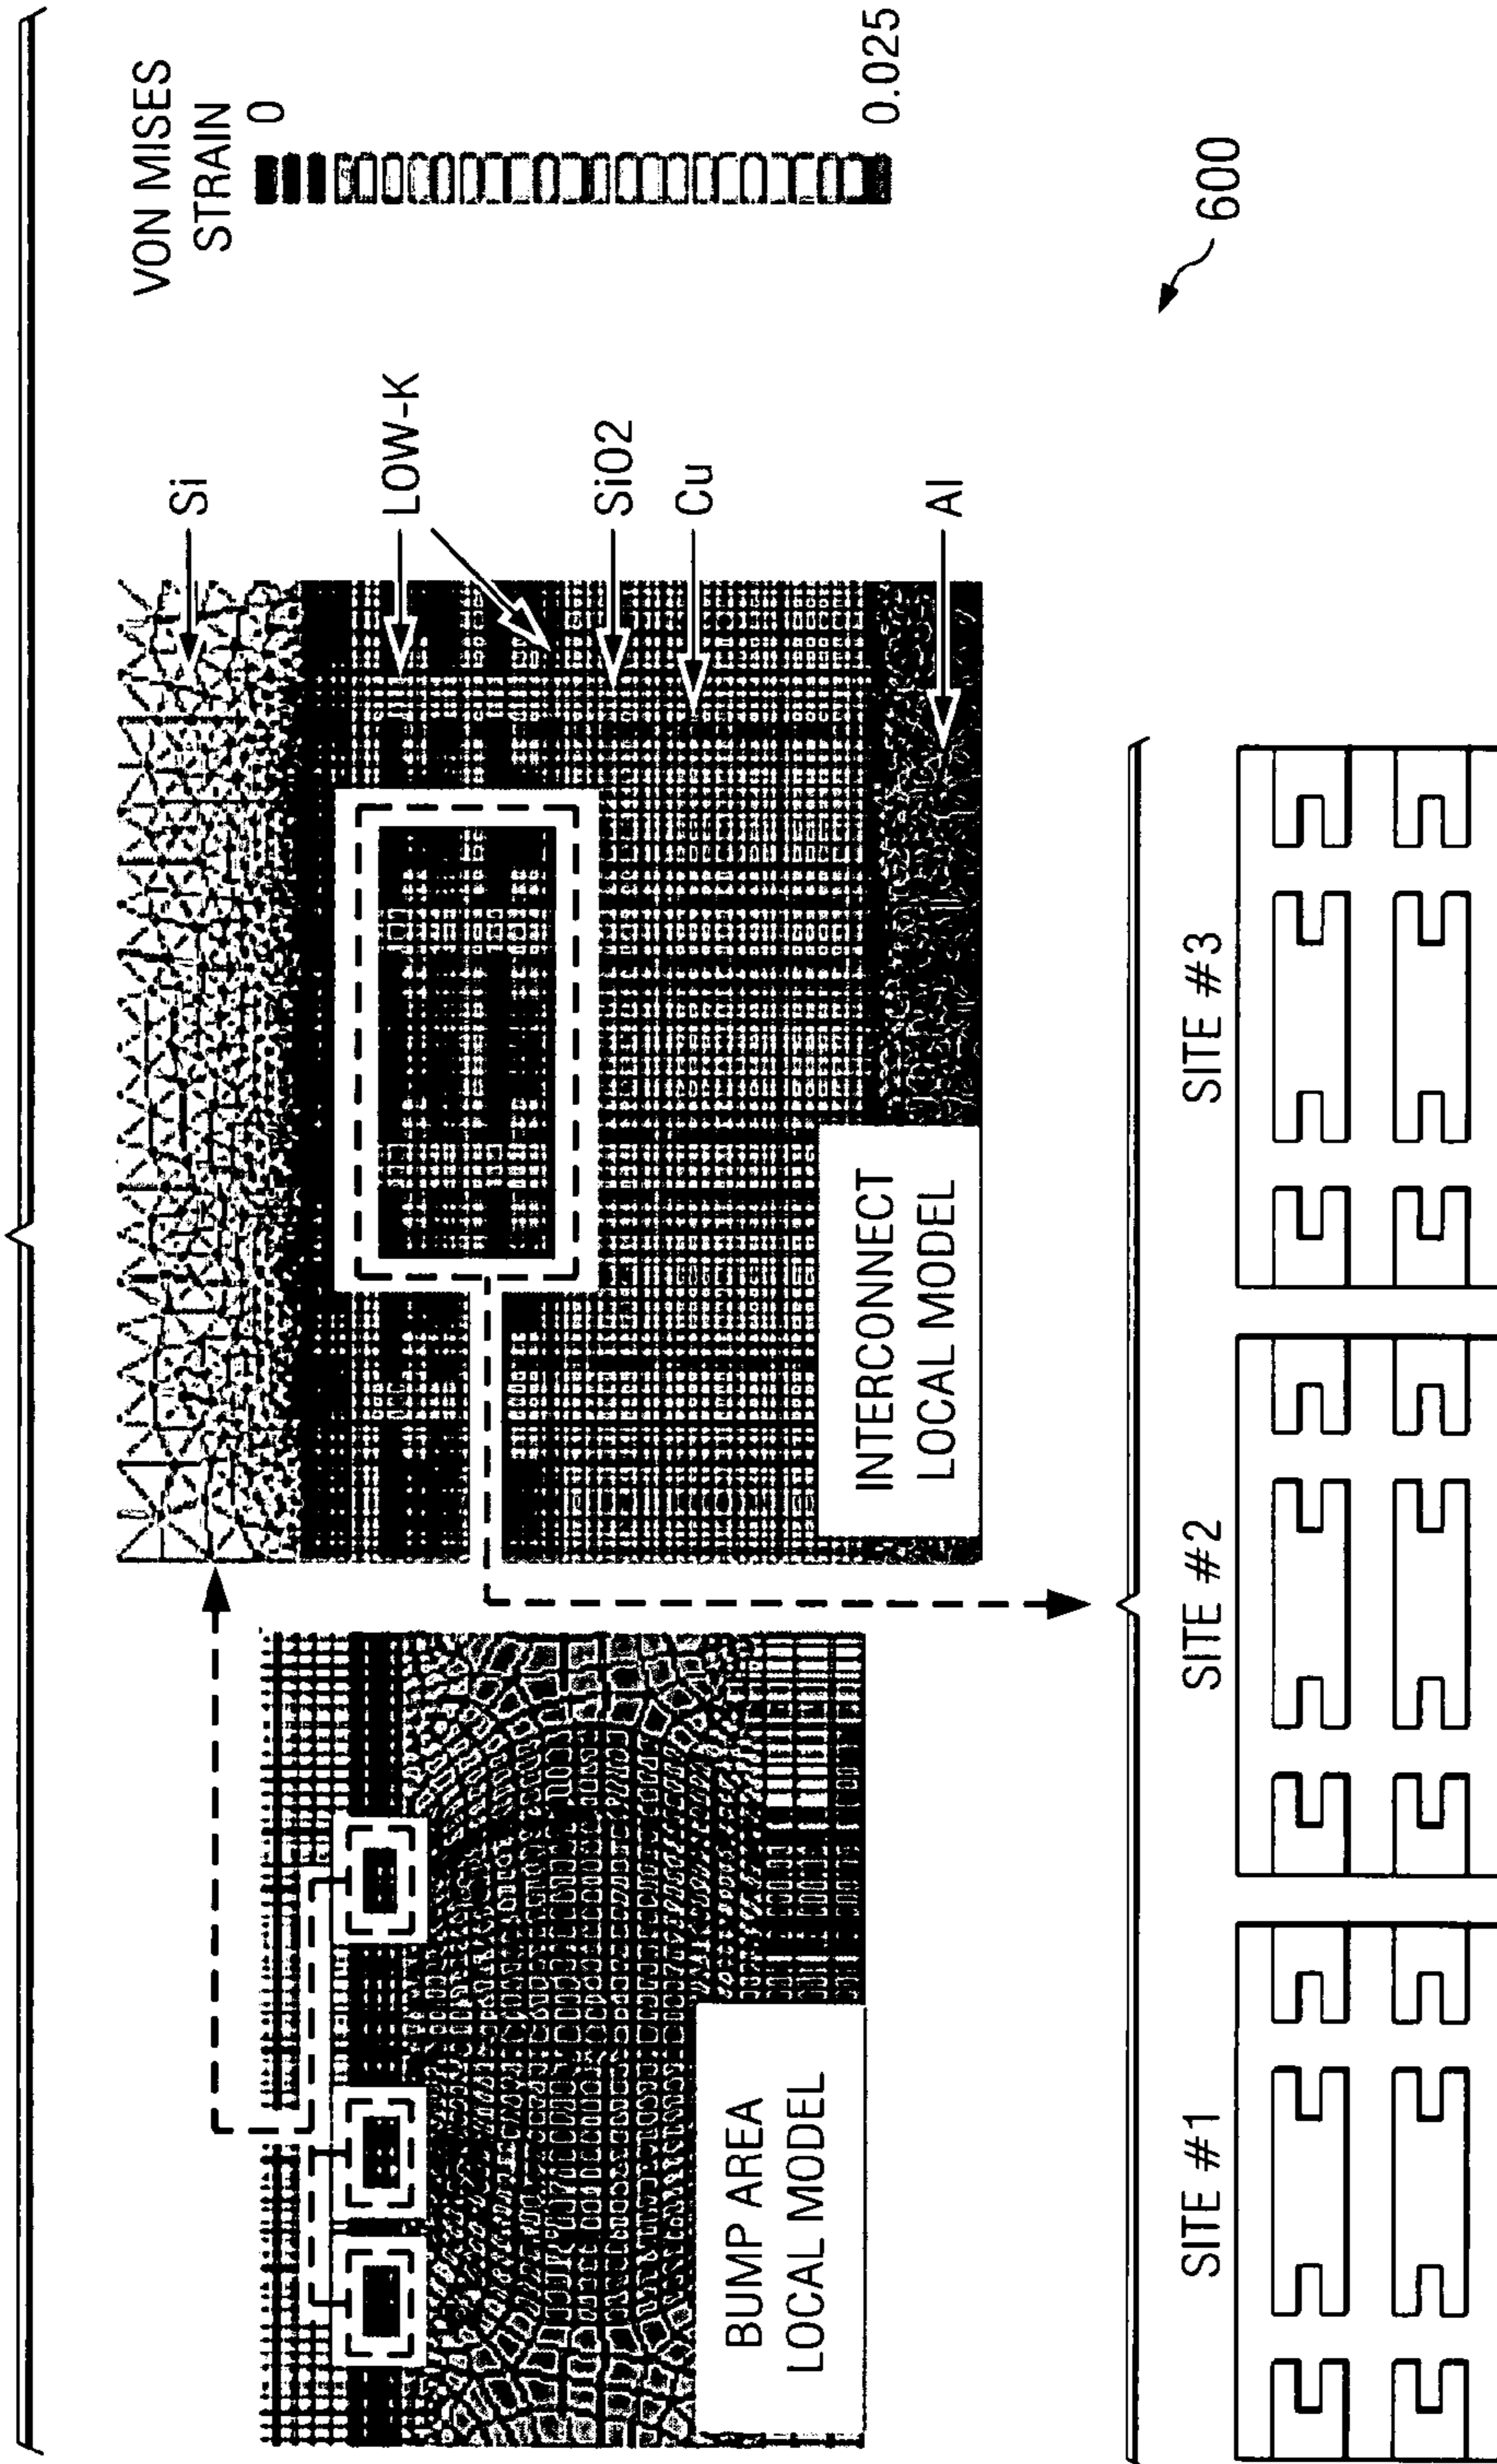 VON MISES
STRAIN
0
0.025
Si
LOW-K
SiO2
Cu
Al
BUMP AREA
LOCAL MODEL
INTERCONNECT
LOCAL MODEL
600
SITE #1
SITE #2
SITE #3